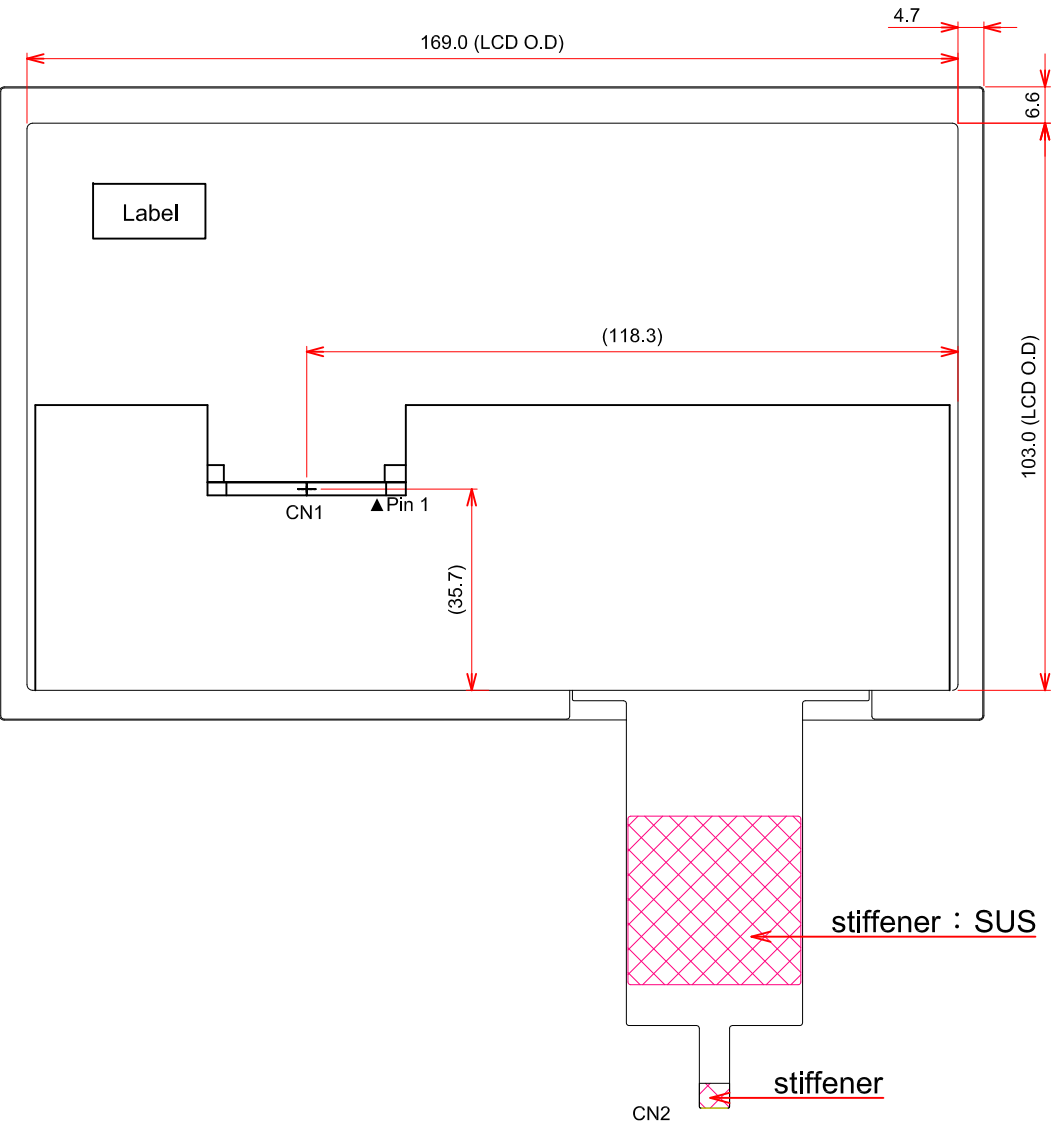 4.7
169.0 (LCD O.D)
6.6
Label
(118.3)
103.0 (LCD O.D)
▲Pin 1
CN1
(35.7)
stiffener：SUS
stiffener
CN2